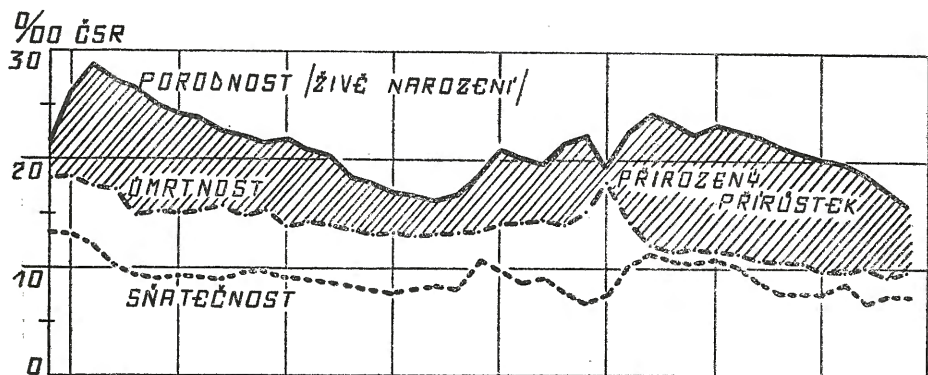 ‰ ČSR
30
PORODNOST /ŽIVĚ NAROZENÍ/
20
ÚMRTNOST
PŘIROZENÝ
PŘÍRŮSTEK
10
SŇATEČNOST
0